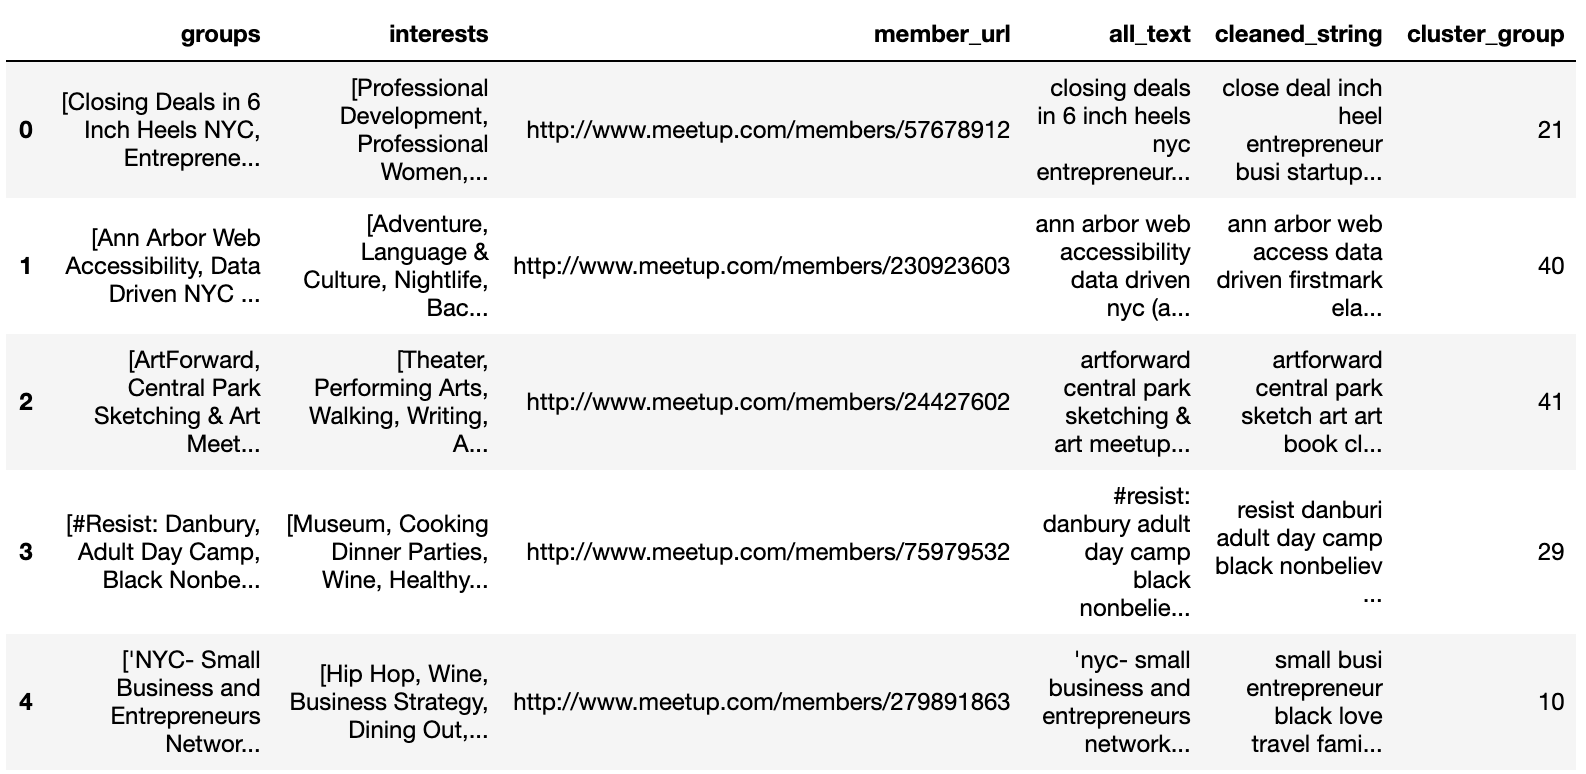 groups interests member_url all_text cleaned_string cluster_group
0
[Closing Deals in 6
Inch Heels NYC,
Entreprene...
[Professional
Development,
Professional
Women,...
http://www.meetup.com/members/57678912
closing deals
in 6 inch heels
nyc
entrepreneur...
close deal inch
heel
entrepreneur
busi startup...
21
1
[Ann Arbor Web
Accessibility, Data
Driven NYC ...
[Adventure,
Language &
Culture, Nightlife,
Bac...
http://www.meetup.com/members/230923603
ann arbor web
accessibility
data driven
nyc (a...
ann arbor web
access data
driven firstmark
ela...
40
2
[ArtForward,
Central Park
Sketching & Art
Meet...
[Theater,
Performing Arts,
Walking, Writing,
A...
http://www.meetup.com/members/24427602
artforward
central park
sketching &
art meetup...
artforward
central park
sketch art art
book cl...
41
3
[#Resist: Danbury,
Adult Day Camp,
Black Nonbe...
[Museum, Cooking
Dinner Parties,
Wine, Healthy...
http://www.meetup.com/members/75979532
#resist:
danbury adult
day camp
black
nonbelie...
resist danburi
adult day camp
black nonbeliev
...
29
4
['NYC- Small
Business and
Entrepreneurs
Networ...
[Hip Hop, Wine,
Business Strategy,
Dining Out,...
http://www.meetup.com/members/279891863
'nyc- small
business and
entrepreneurs
network...
small busi
entrepreneur
black love
travel fami...
10